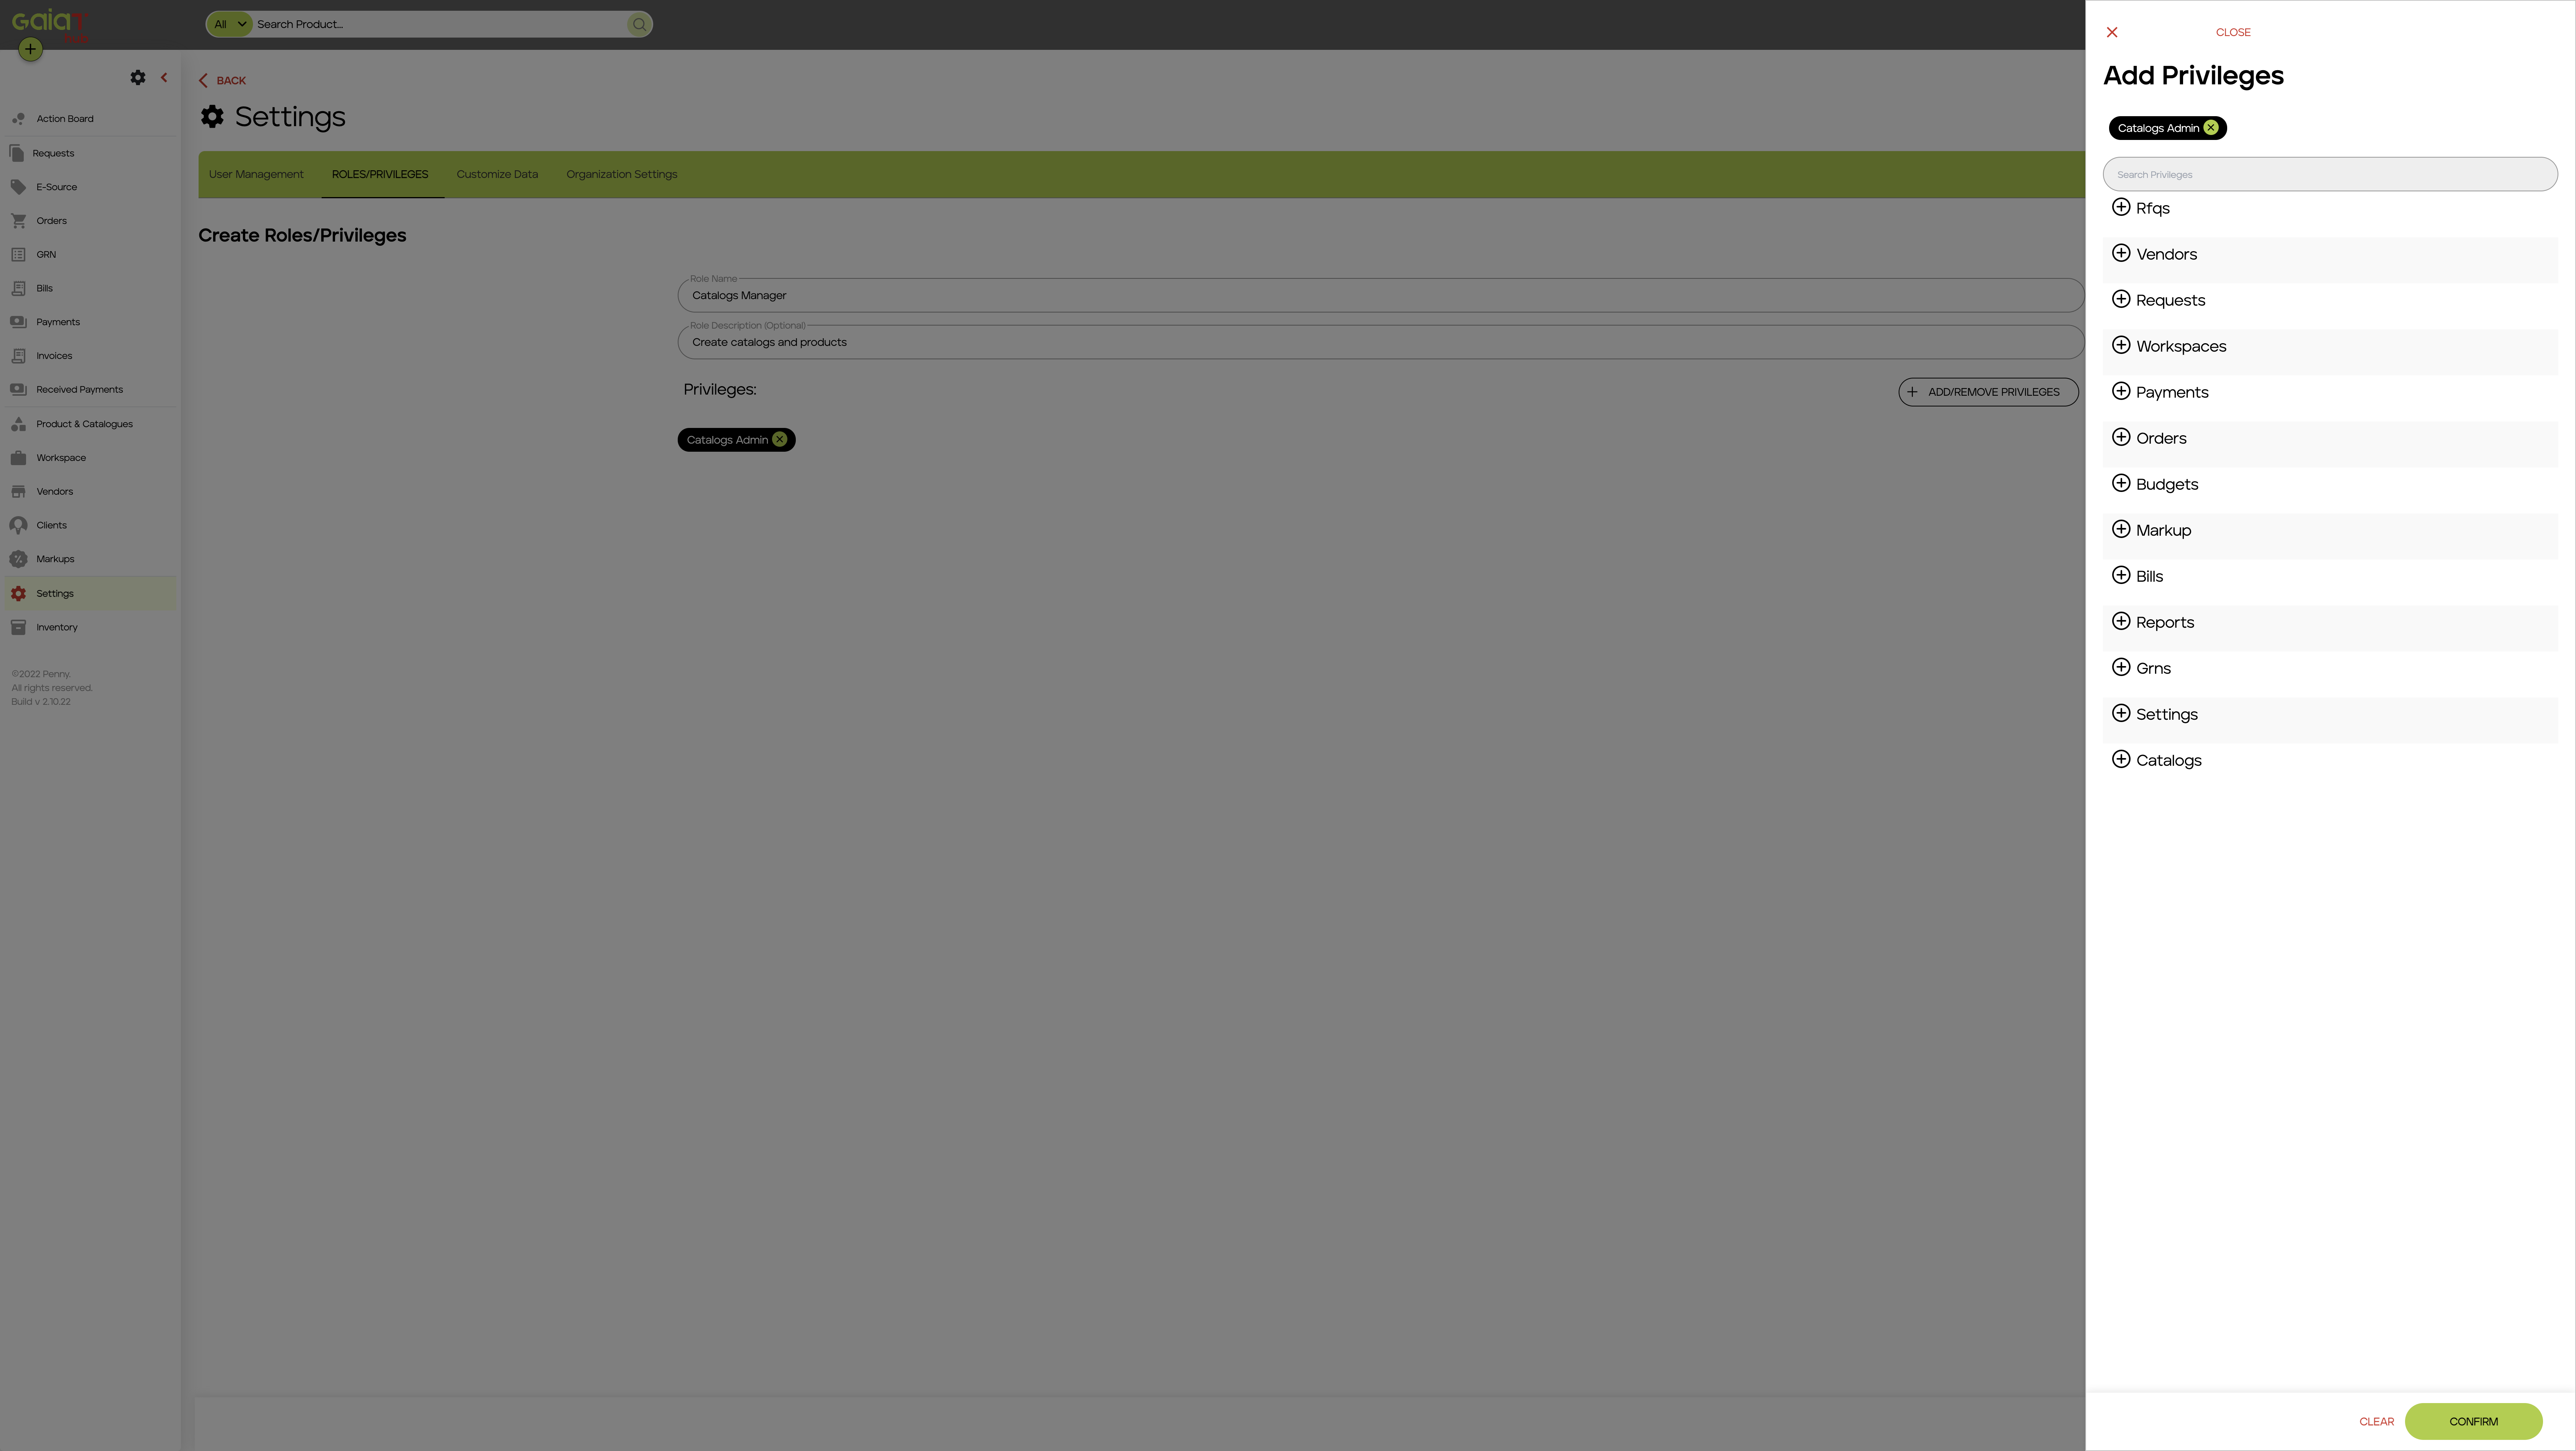 Gaia
All
Search Product...
BACK
Settings
User Management
ROLES/PRIVILEGES
Customize Data
Organization Settings
Create Roles/Privileges
Role Name
Catalogs Manager
Role Description (Optional)
Create catalogs and products
Privileges:
ADD/REMOVE PRIVILEGES
Catalogs Admin
Action Board
Requests
E-Source
Orders
GRN
Bills
Payments
Invoices
Received Payments
Product & Catalogues
Workspace
Vendors
Clients
Markups
Settings
Inventory
©2022 Penny.
All rights reserved.
Build v 2.10.22
CLOSE
Add Privileges
Catalogs Admin
Search Privileges
Rfqs
Vendors
Requests
Workspaces
Payments
Orders
Budgets
Markup
Bills
Reports
Grns
Settings
Catalogs
CLEAR
CONFIRM